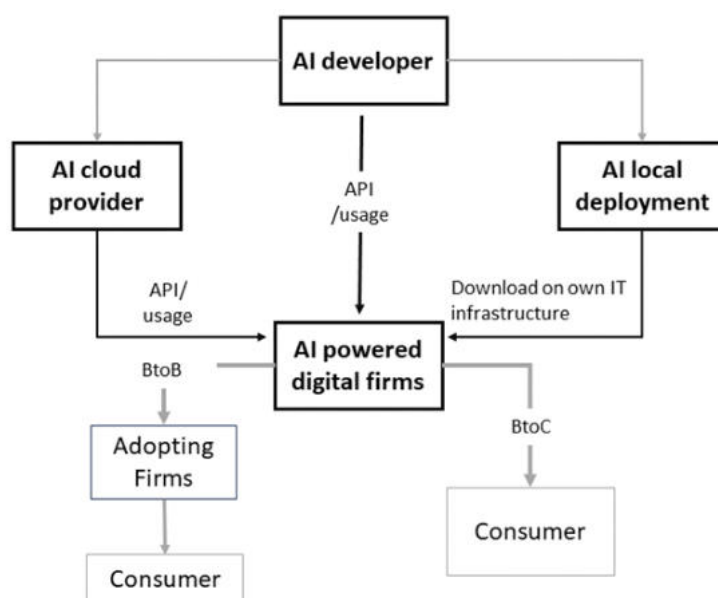 AI developer
AI cloud
provider
API
/usage
AI local
deployment
API/
usage
Download on own IT
infrastructure
AI powered
digital firms
BtoB
BtoC
Adopting
Firms
Consumer
Consumer